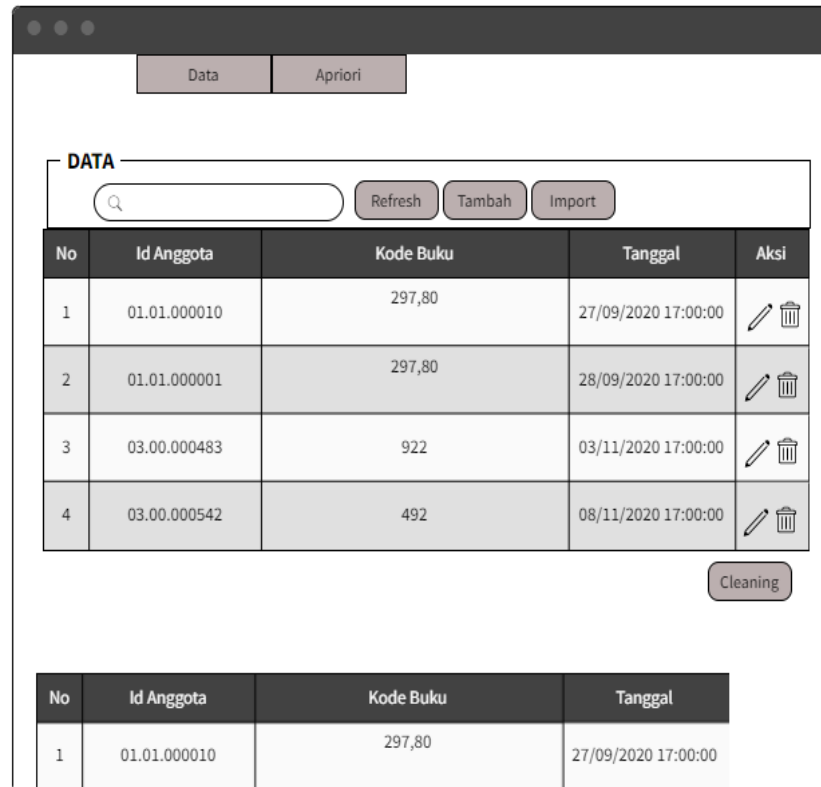 Data Apriori
DATA
Refresh Tambah Import
No Id Anggota Kode Buku Tanggal Aksi
1 01.01.000010 297,80 27/09/2020 17:00:00
2 01.01.000001 297,80 28/09/2020 17:00:00
3 03.00.000483 922 03/11/2020 17:00:00
4 03.00.000542 492 08/11/2020 17:00:00
Cleaning
No Id Anggota Kode Buku Tanggal
1 01.01.000010 297,80 27/09/2020 17:00:00